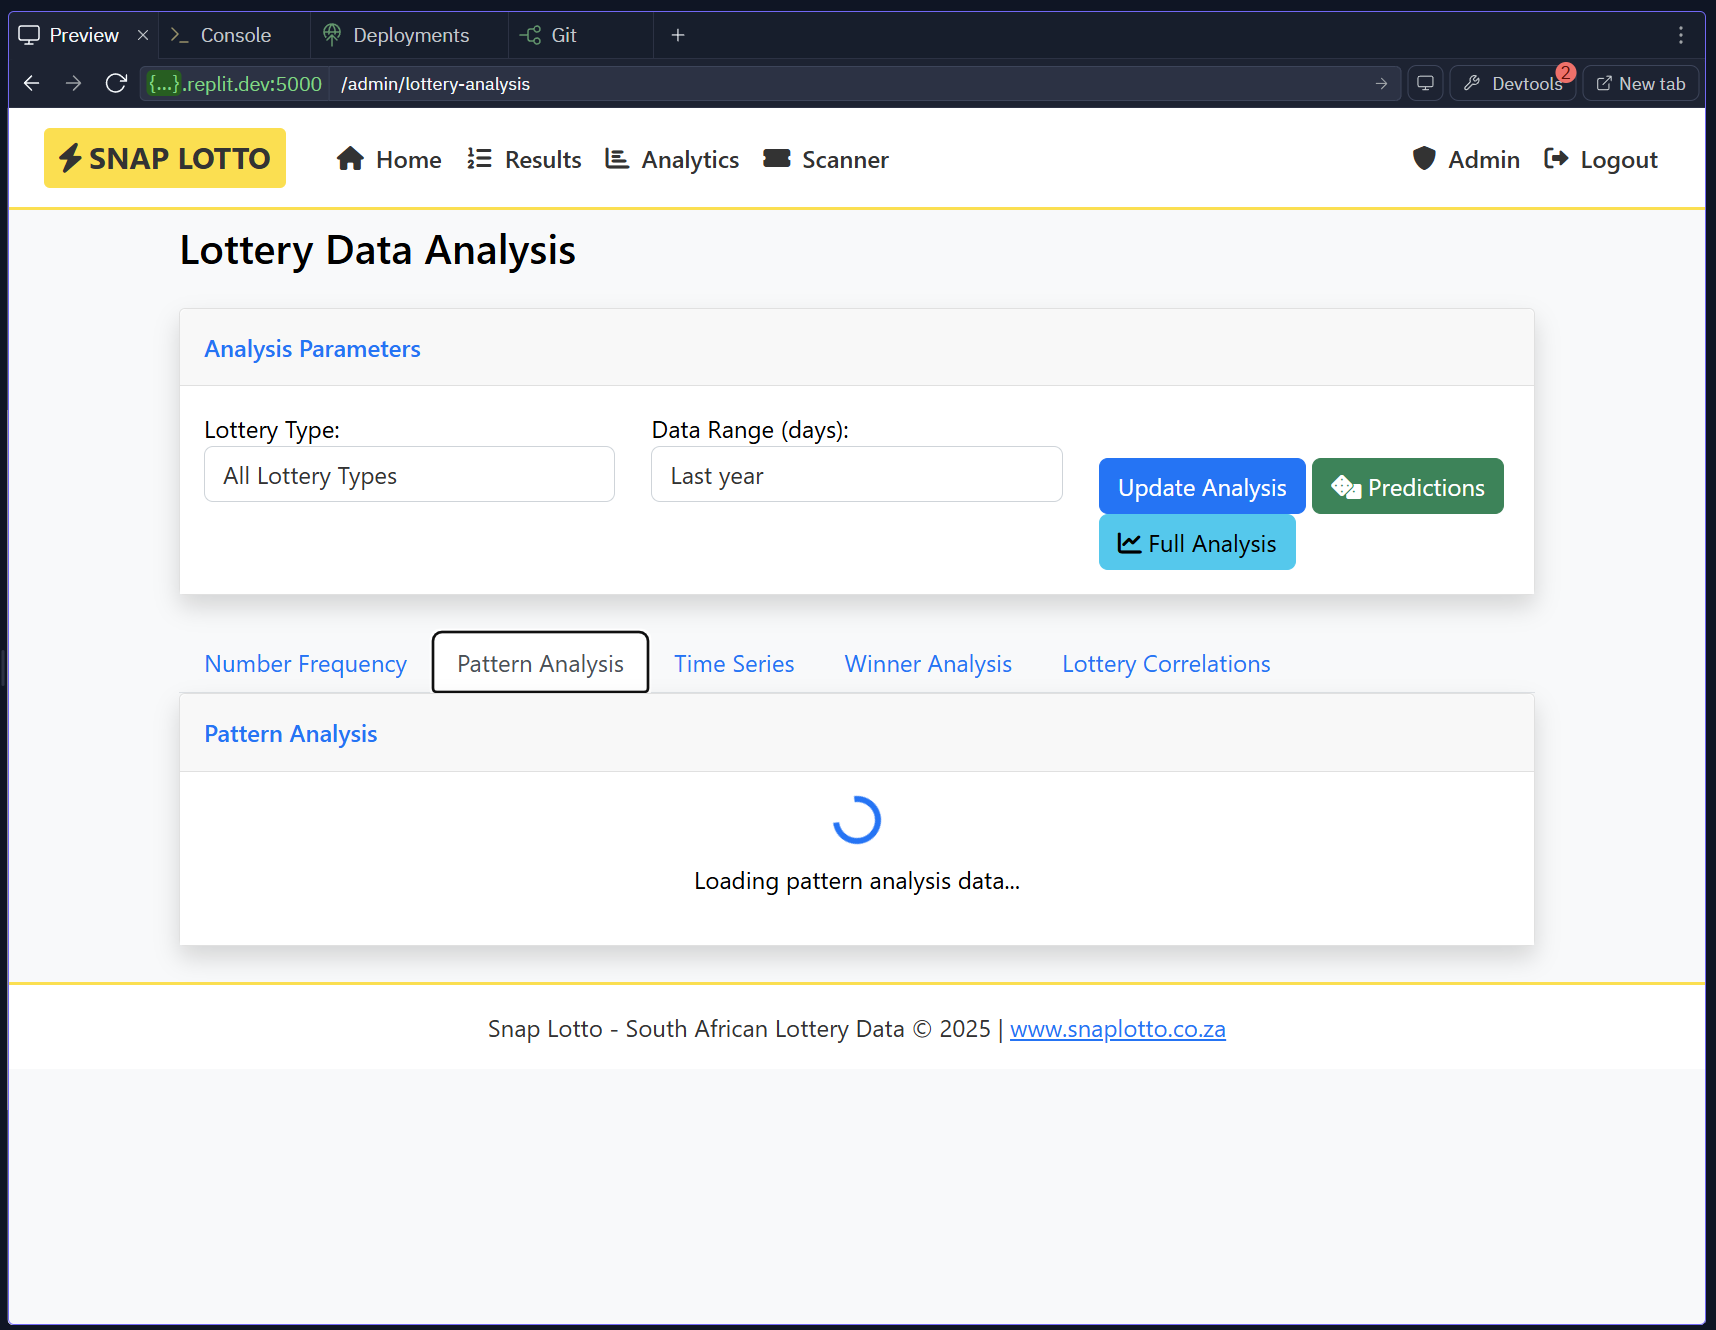 Preview Console Deployments Git
{...}.replit.dev:5000 /admin/lottery-analysis Devtools 2 New tab
SNAP LOTTO Home Results Analytics Scanner Admin Logout
Lottery Data Analysis
Analysis Parameters
Lottery Type: Data Range (days):
All Lottery Types Last year Update Analysis Predictions
Full Analysis
Number Frequency Pattern Analysis Time Series Winner Analysis Lottery Correlations
Pattern Analysis
Loading pattern analysis data...
Snap Lotto - South African Lottery Data © 2025 | www.snaplotto.co.za